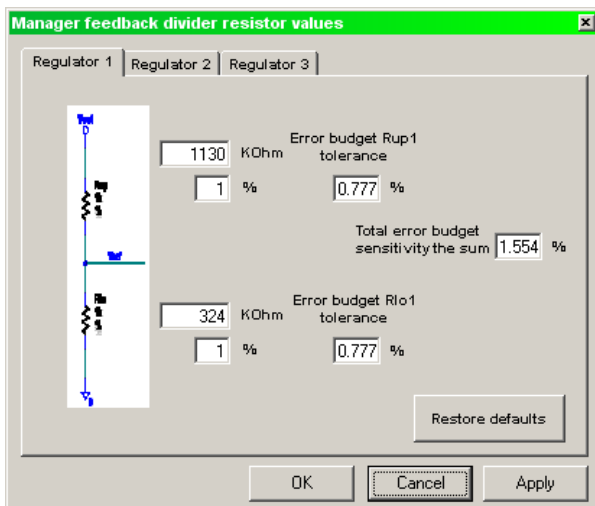 Manager feedback divider resistor values
Regulator 1
Regulator 2
Regulator 3
1130 KOhm
1 %
Error budget Rup1
tolerance
0.777 %
Total error budget
sensitivity the sum 1.554 %
324 KOhm
1 %
Error budget Rlo1
tolerance
0.777 %
Restore defaults
OK
Cancel
Apply